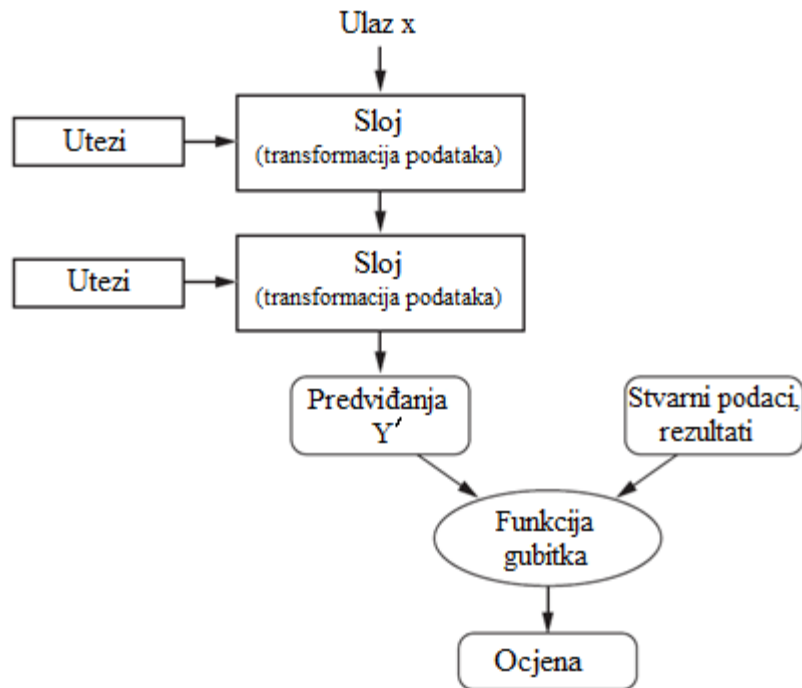 Ulaz x
Utezi
Sloj
(transformacija podataka)
Utezi
Sloj
(transformacija podataka)
Predviđanja
Y′
Stvarni podaci,
rezultati
Funkcija
gubitka
Ocjena